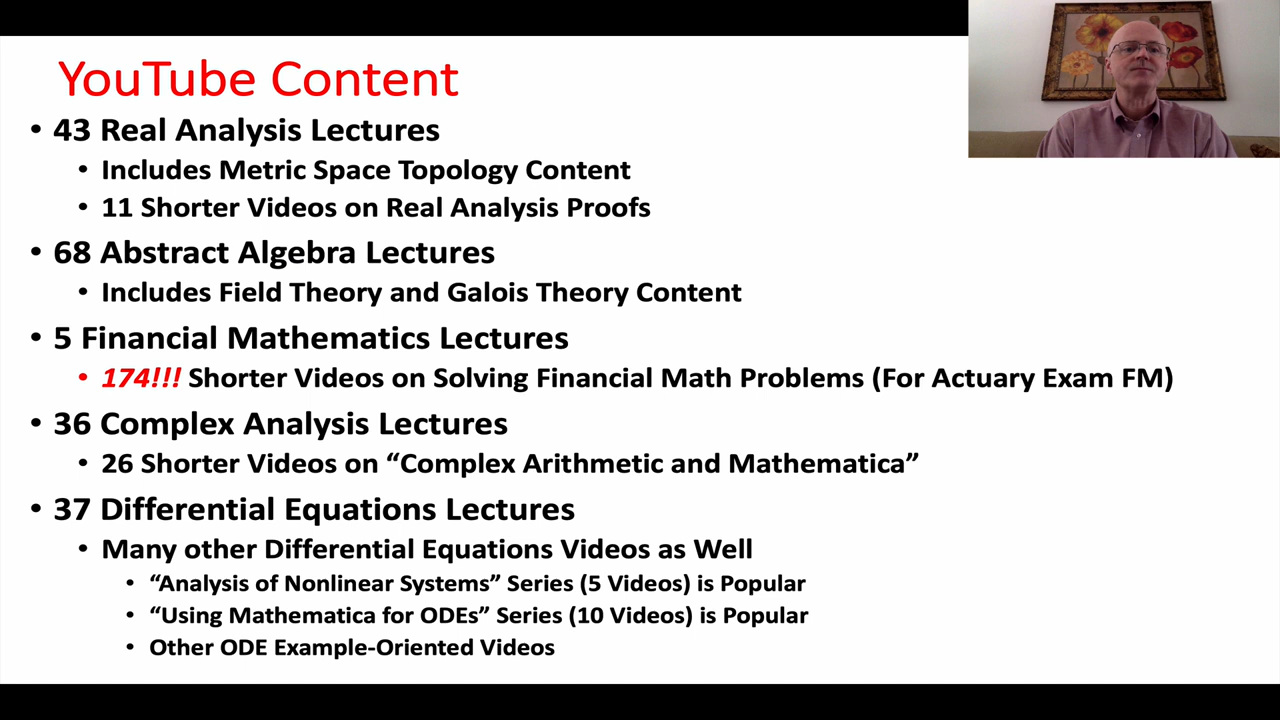 YouTube Content
• 43 Real Analysis Lectures
• Includes Metric Space Topology Content
• 11 Shorter Videos on Real Analysis Proofs
• 68 Abstract Algebra Lectures
• Includes Field Theory and Galois Theory Content
• 5 Financial Mathematics Lectures
• 174!!! Shorter Videos on Solving Financial Math Problems (For Actuary Exam FM)
• 36 Complex Analysis Lectures
• 26 Shorter Videos on “Complex Arithmetic and Mathematica”
• 37 Differential Equations Lectures
• Many other Differential Equations Videos as Well
• “Analysis of Nonlinear Systems” Series (5 Videos) is Popular
• “Using Mathematica for ODEs” Series (10 Videos) is Popular
• Other ODE Example-Oriented Videos